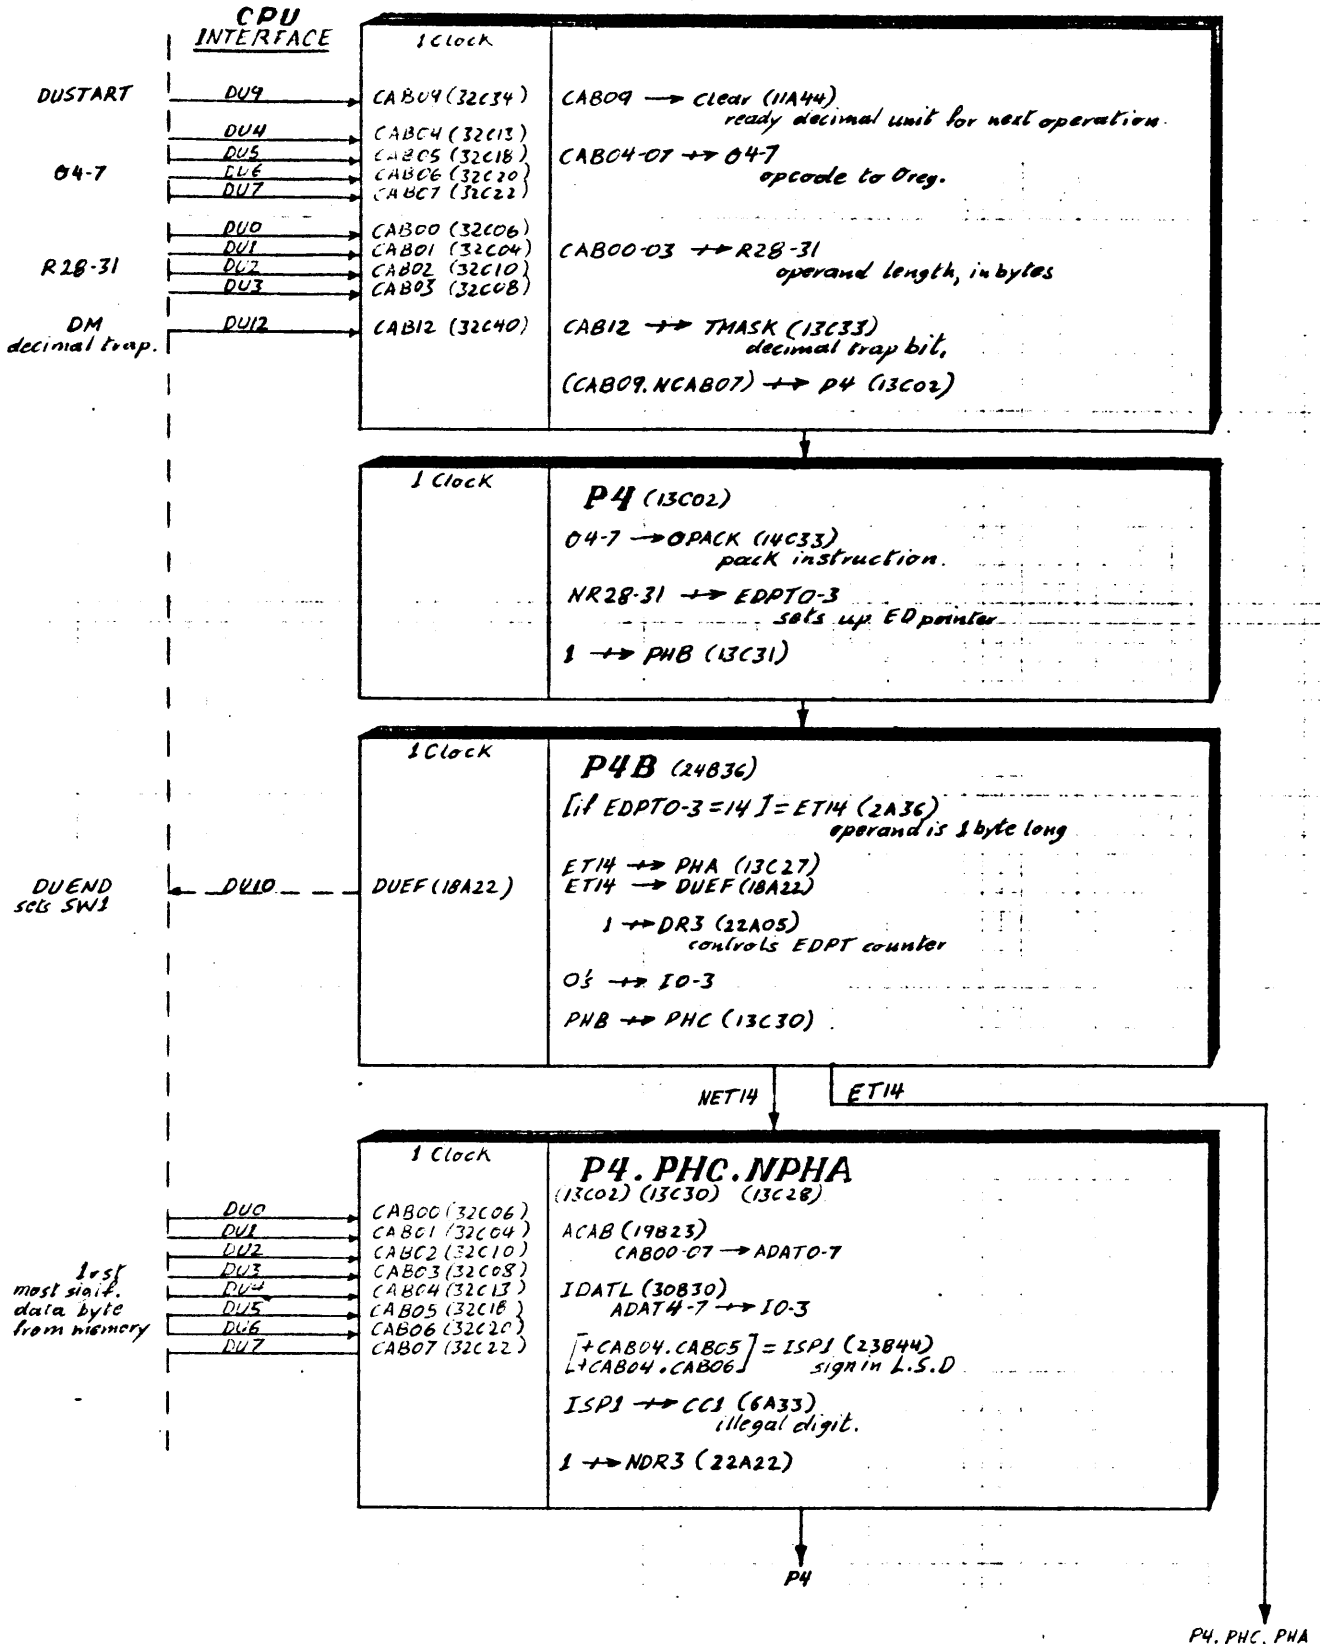 CPU
INTERFACE
1 Clock
DUSTART
DU9
CAB09 (32C34)
CAB09 → Clear (11A44)
ready decimal unit for next operation.
DU4
CAB04 (32C13)
DU5
CAB05 (32C18)
O4-7
DU6
CAB06 (32C20)
DU7
CAB07 (32C22)
CAB04-07 ⇸ O4-7
opcode to Oreg.
DU0
CAB00 (32C06)
DU1
CAB01 (32C04)
R28-31
DU2
CAB02 (32C10)
DU3
CAB03 (32C08)
CAB00-03 ⇸ R28-31
operand length, in bytes
DM
decimal trap.
DU12
CAB12 (32C40)
CAB12 ⇸ TMASK (13C33)
decimal trap bit,
(CAB09.NCAB07) ⇸ P4 (13C02)
1 Clock
P4 (13C02)
O4-7 → OPACK (14C33)
pack instruction.
NR28-31 ⇸ EDPT0-3
sets up ED pointer
1 ⇸ PHB (13C31)
1 Clock
P4B (24B36)
[if EDPT0-3 = 14] = ET14 (2A36)
operand is 1 byte long
ET14 ⇸ PHA (13C27)
DUEND
sets SW1
DU10
DUEF (18A22)
ET14 → DUEF (18A22)
1 ⇸ DR3 (22A05)
controls EDPT counter
O's ⇸ I0-3
PHB ⇸ PHC (13C30)
NET14
ET14
1 Clock
P4.PHC.NPHA
(13C02) (13C30) (13C28)
DU0
CAB00 (32C06)
DU1
CAB01 (32C04)
DU2
CAB02 (32C10)
DU3
CAB03 (32C08)
DU4
CAB04 (32C13)
DU5
CAB05 (32C18)
DU6
CAB06 (32C20)
DU7
CAB07 (32C22)
1rst
most signif.
data byte
from memory
ACAB (19B23)
CAB00-07 → ADAT0-7
IDATL (30B30)
ADAT4-7 ⇸ I0-3
[+CAB04.CAB05
+CAB04.CAB06] = ISP1 (23B44)
sign in L.S.D
ISP1 ⇸ CC1 (6A33)
illegal digit.
1 ⇸ NDR3 (22A22)
P4
P4. PHC. PHA